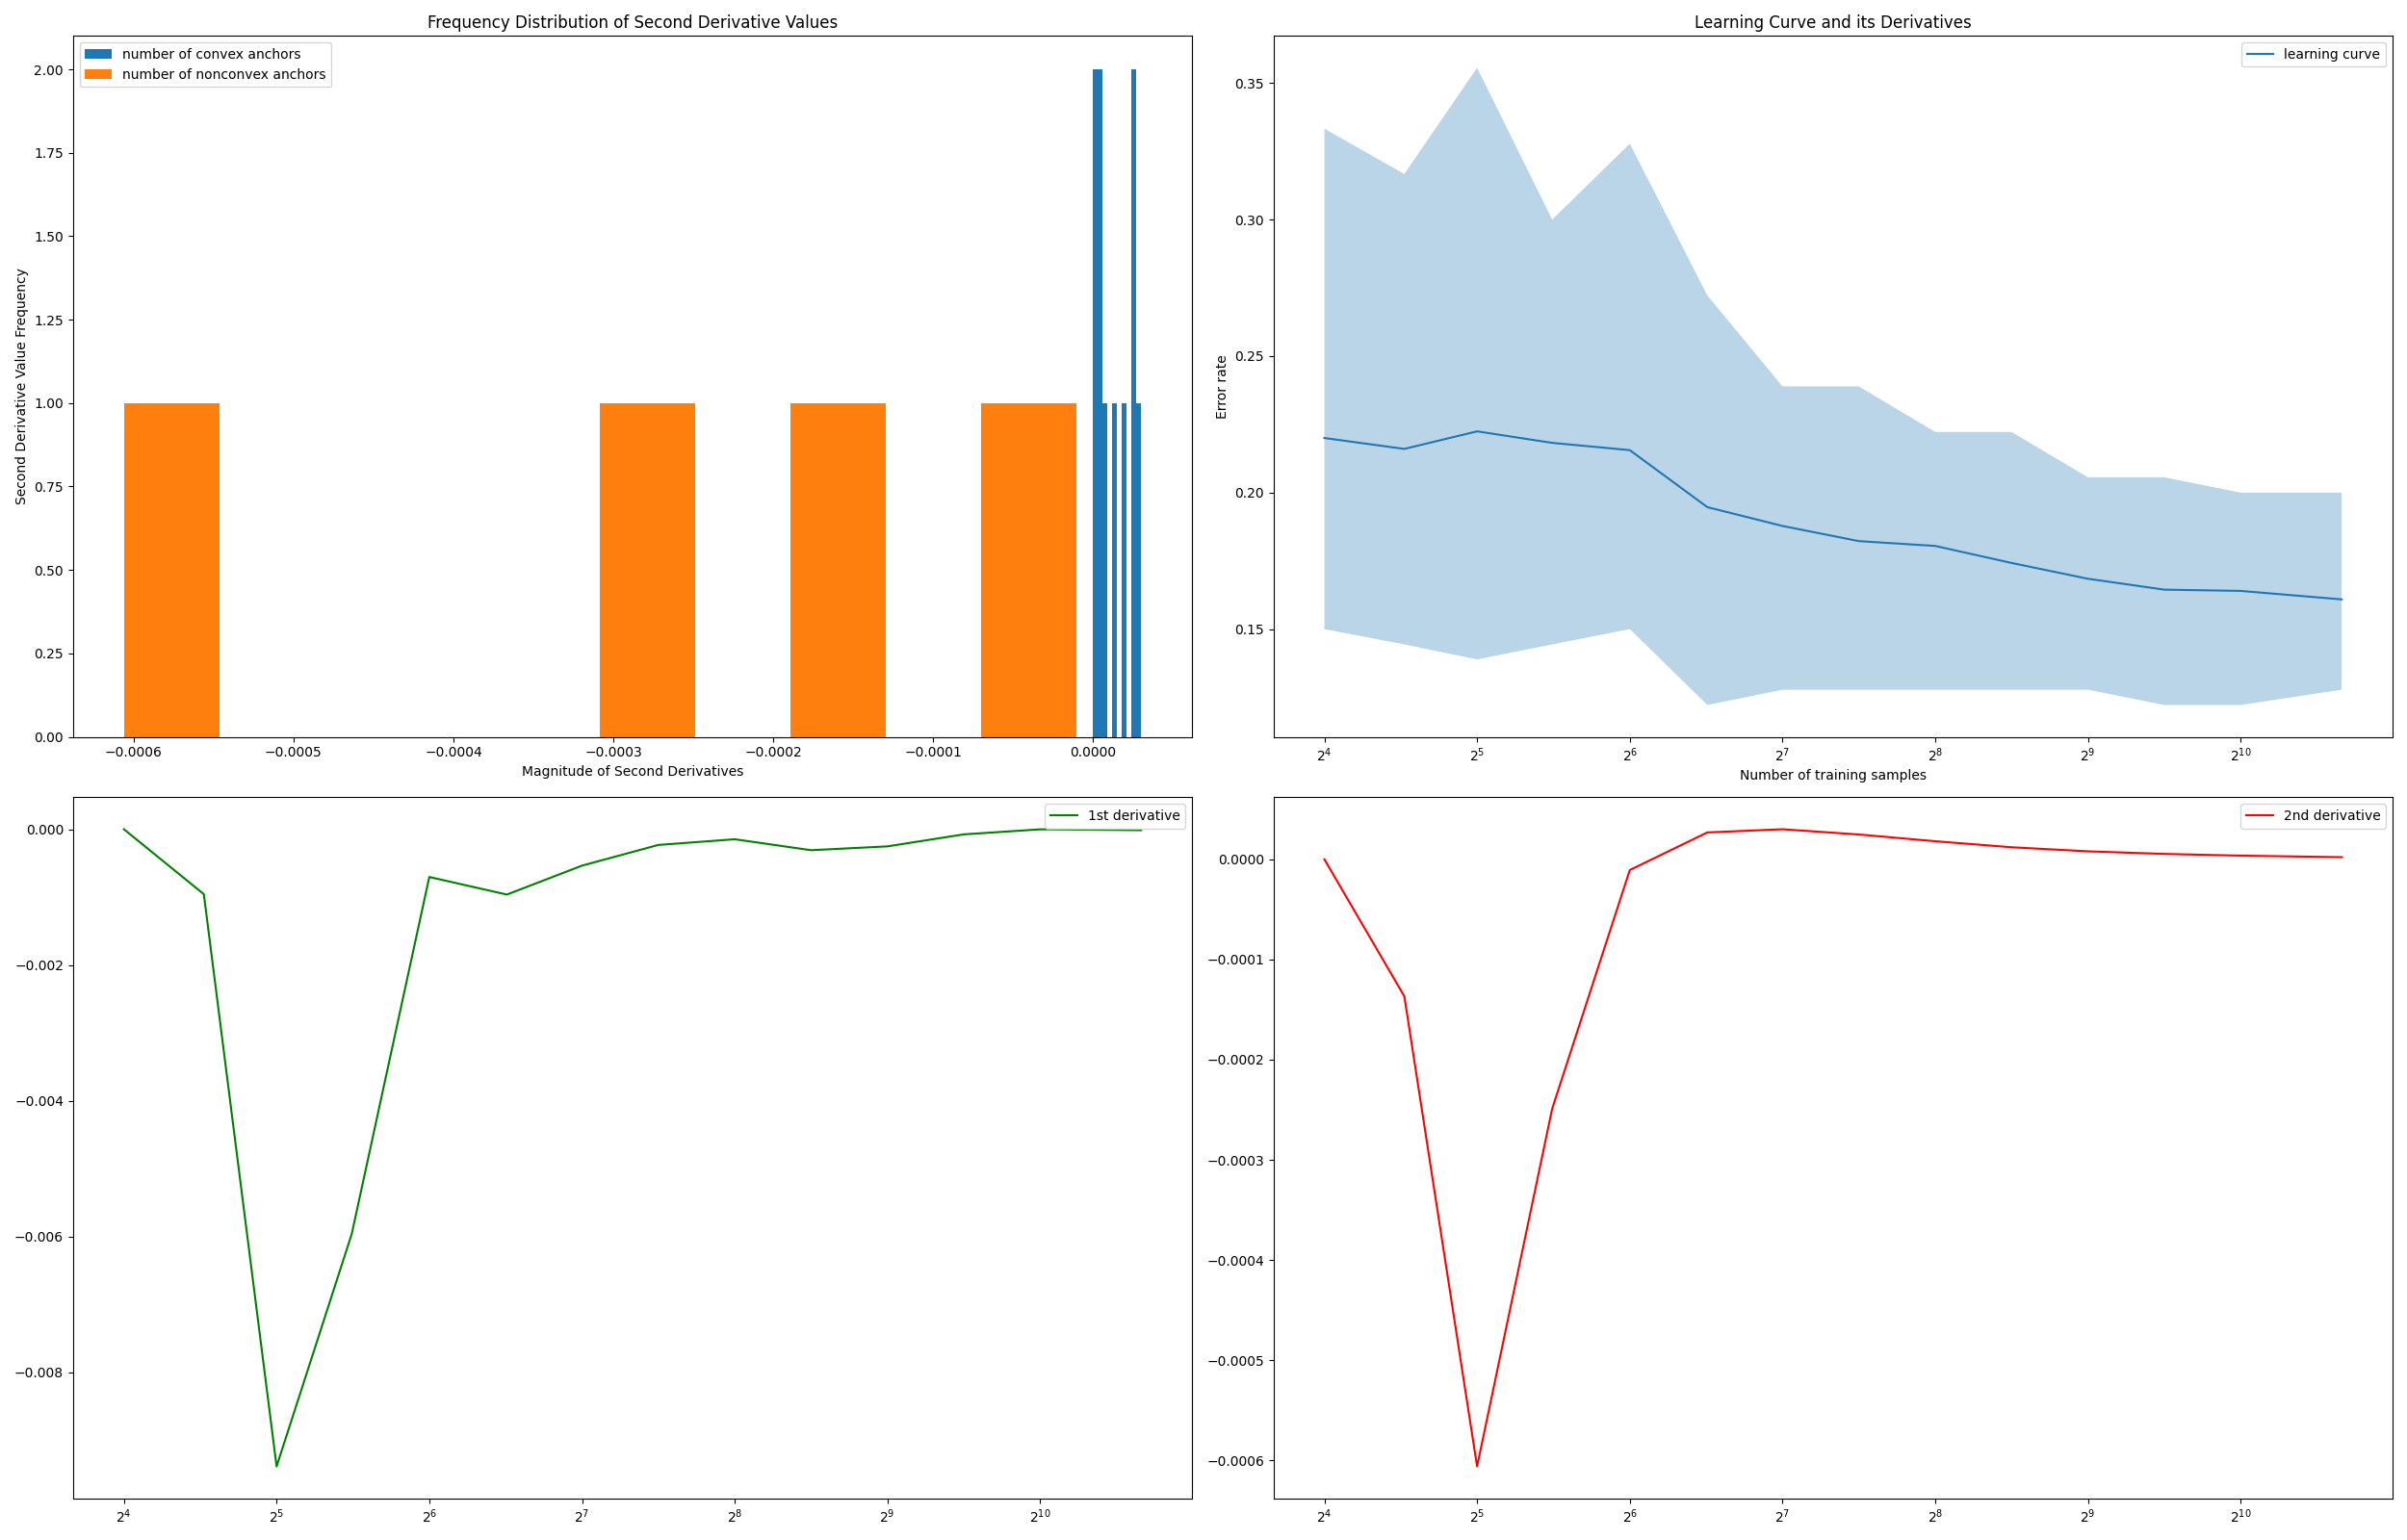 Frequency Distribution of Second Derivative Values
number of convex anchors
number of nonconvex anchors
2.00
1.75
1.50
1.25
1.00
0.75
0.50
0.25
0.00
Second Derivative Value Frequency
−0.0006 −0.0005 −0.0004 −0.0003 −0.0002 −0.0001 0.0000
Magnitude of Second Derivatives
Learning Curve and its Derivatives
learning curve
0.35
0.30
0.25
0.20
0.15
Error rate
2⁴ 2⁵ 2⁶ 2⁷ 2⁸ 2⁹ 2¹⁰
Number of training samples
1st derivative
0.000
−0.002
−0.004
−0.006
−0.008
2⁴ 2⁵ 2⁶ 2⁷ 2⁸ 2⁹ 2¹⁰
2nd derivative
0.0000
−0.0001
−0.0002
−0.0003
−0.0004
−0.0005
−0.0006
2⁴ 2⁵ 2⁶ 2⁷ 2⁸ 2⁹ 2¹⁰